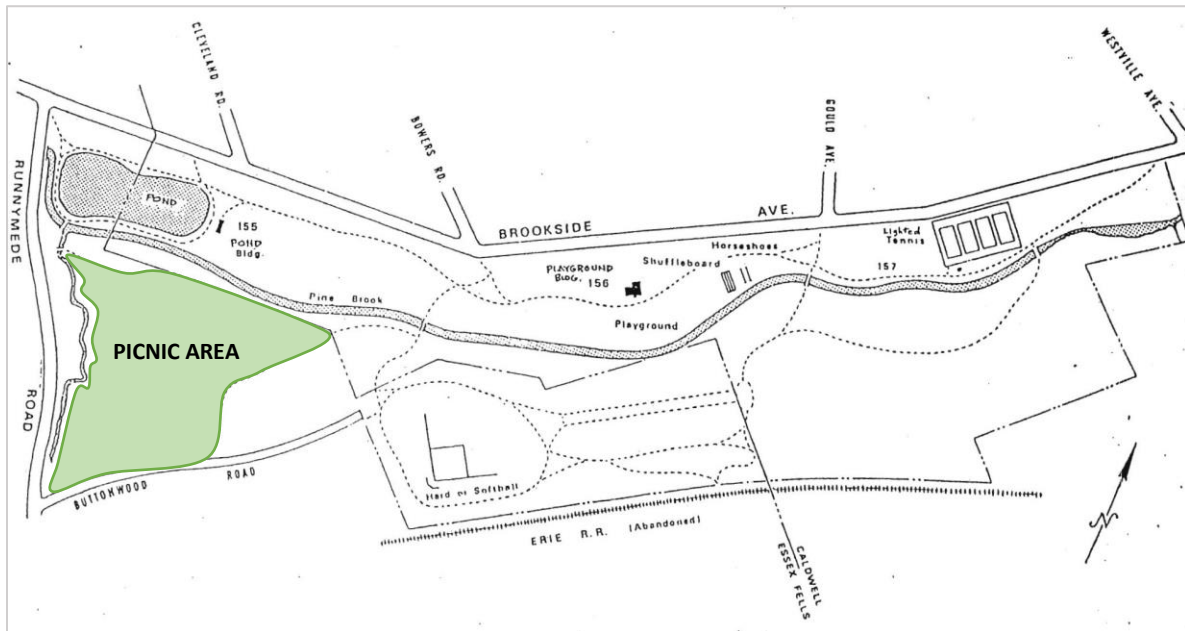 CLEVELAND RD.
BOWERS RD.
GOULD AVE.
WESTVILLE AVE.
RUNNYMEDE
ROAD
POND
155
POND
Bldg.
BROOKSIDE AVE.
Lighted
Tennis
Horseshoes
Shuffleboard
157
PLAYGROUND
BLDG. 156
Pine Brook
Playground
PICNIC AREA
Hard or Softball
BUTTONWOOD ROAD
ERIE R.R. (Abandoned)
CALDWELL
ESSEX FELLS
N